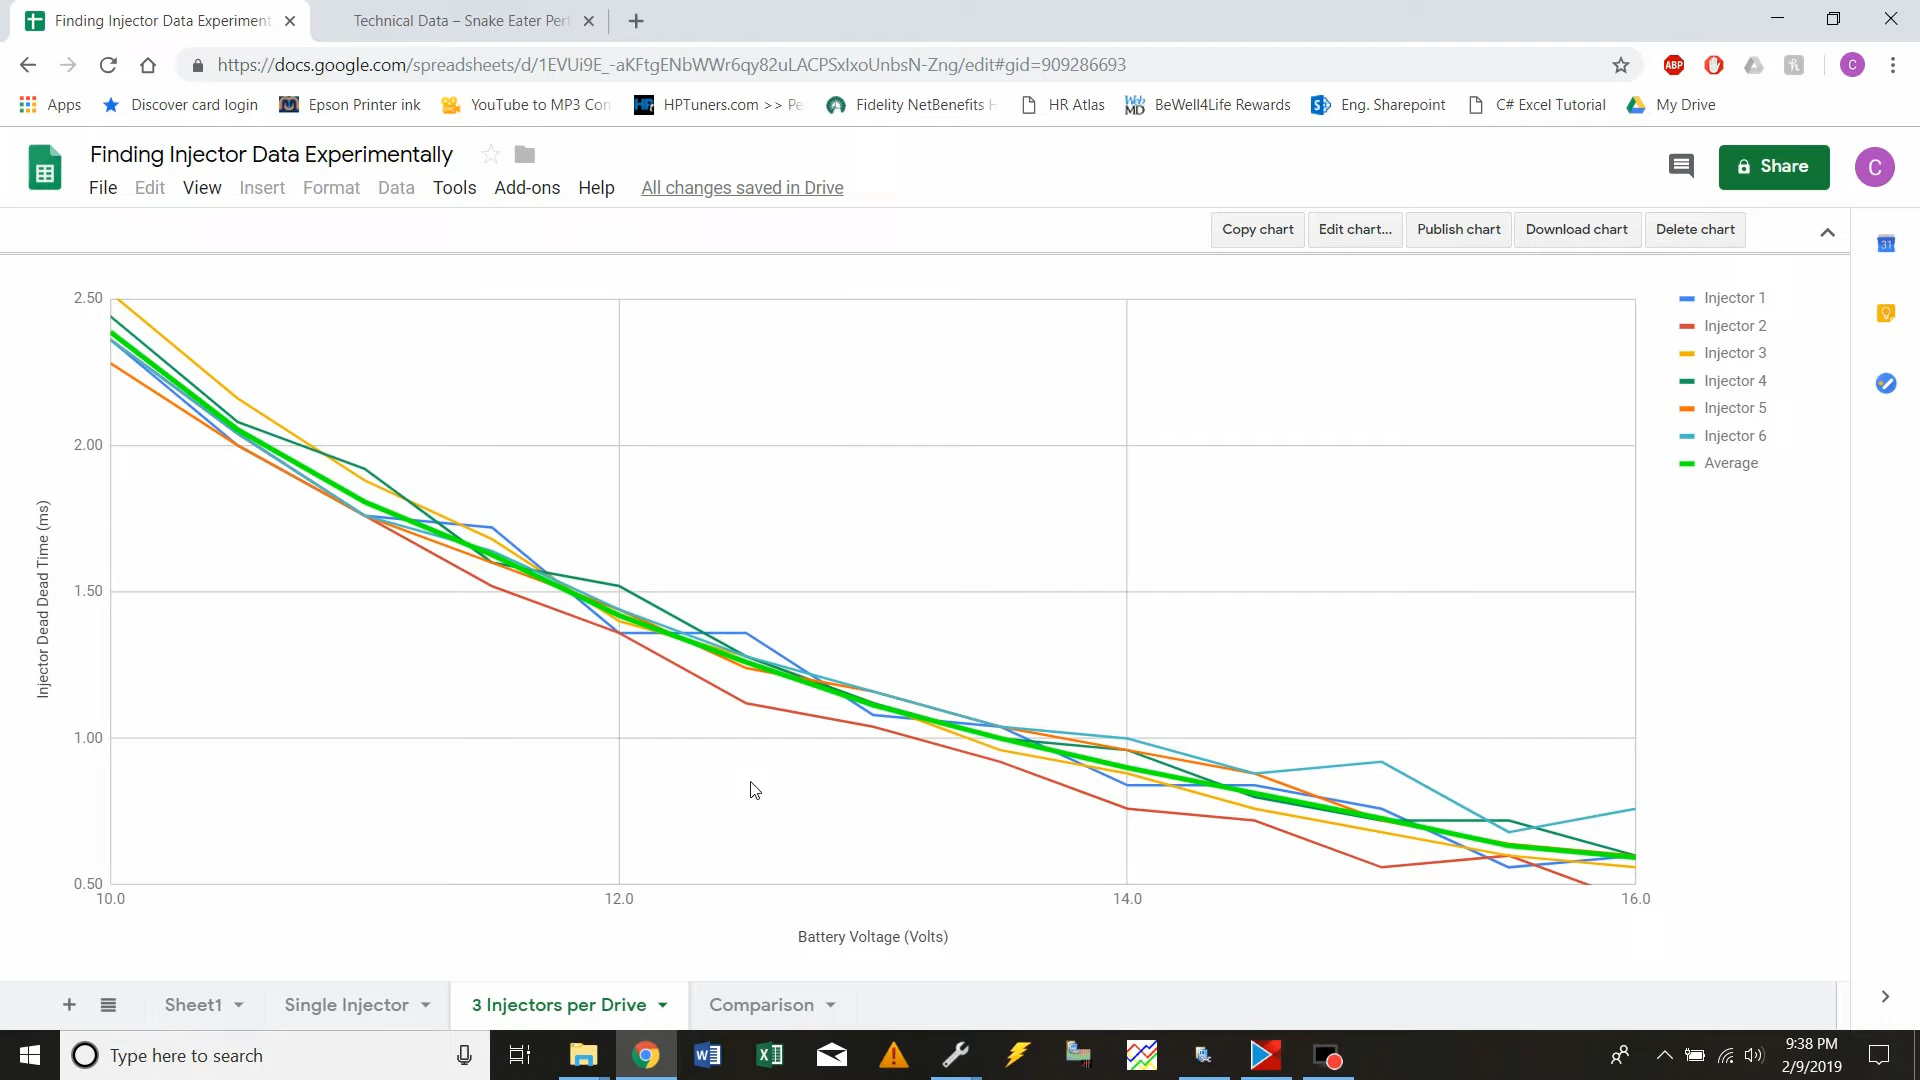 Finding Injector Data Experiment
Technical Data – Snake Eater Perf
https://docs.google.com/spreadsheets/d/1EVUi9E_-aKFtgENbWWr6qy82uLACPSxlxoUnbsN-Zng/edit#gid=909286693
ABP
C
Apps
Discover card login
Epson Printer ink
YouTube to MP3 Con
HPTuners.com >> Pe
Fidelity NetBenefits
HR Atlas
BeWell4Life Rewards
Eng. Sharepoint
C# Excel Tutorial
My Drive
Finding Injector Data Experimentally
Share
C
File Edit View Insert Format Data Tools Add-ons Help All changes saved in Drive
Copy chart
Edit chart...
Publish chart
Download chart
Delete chart
31
2.50
2.00
1.50
1.00
0.50
Injector Dead Dead Time (ms)
10.0
12.0
14.0
16.0
Battery Voltage (Volts)
Injector 1
Injector 2
Injector 3
Injector 4
Injector 5
Injector 6
Average
Sheet1
Single Injector
3 Injectors per Drive
Comparison
Type here to search
9:38 PM
2/9/2019